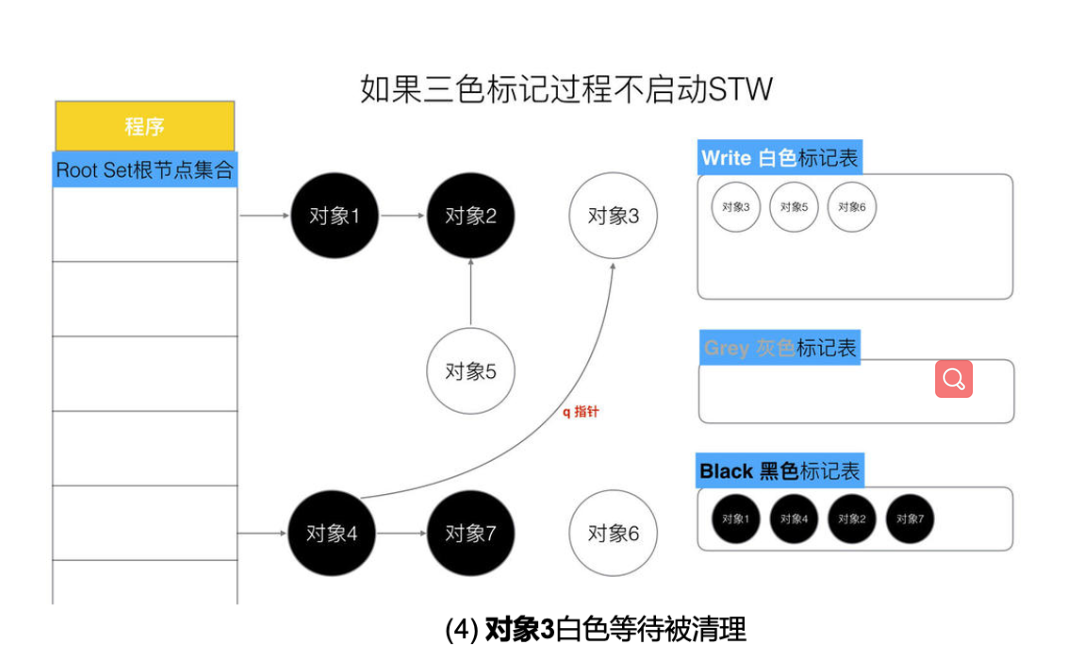 如果三色标记过程不启动STW
程序
Root Set根节点集合
对象1
对象2
对象3
对象5
q 指针
对象4
对象7
对象6
Write 白色标记表
对象3 对象5 对象6
Grey 灰色标记表
Black 黑色标记表
对象1 对象4 对象2 对象7
(4) 对象3白色等待被清理